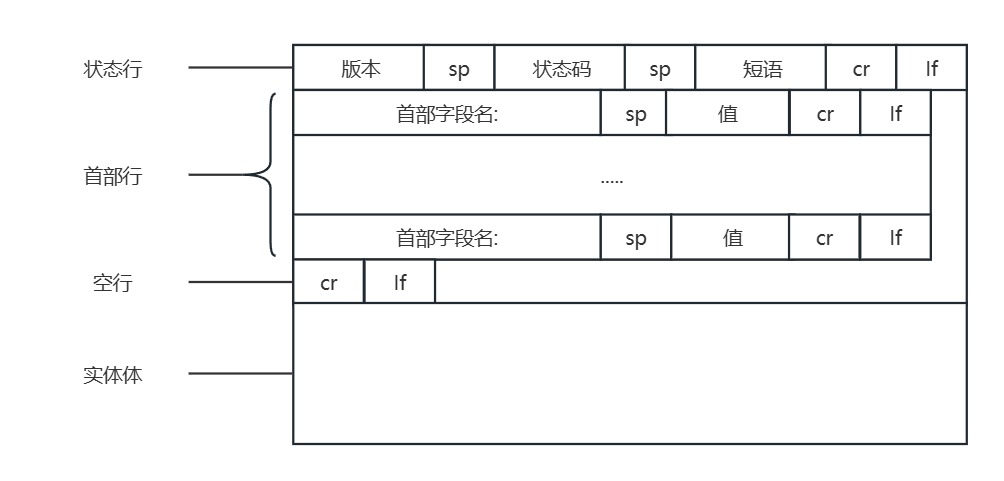 状态行 版本 sp 状态码 sp 短语 cr lf
首部字段名: sp 值 cr lf
首部行 .....
首部字段名: sp 值 cr lf
空行 cr lf
实体体